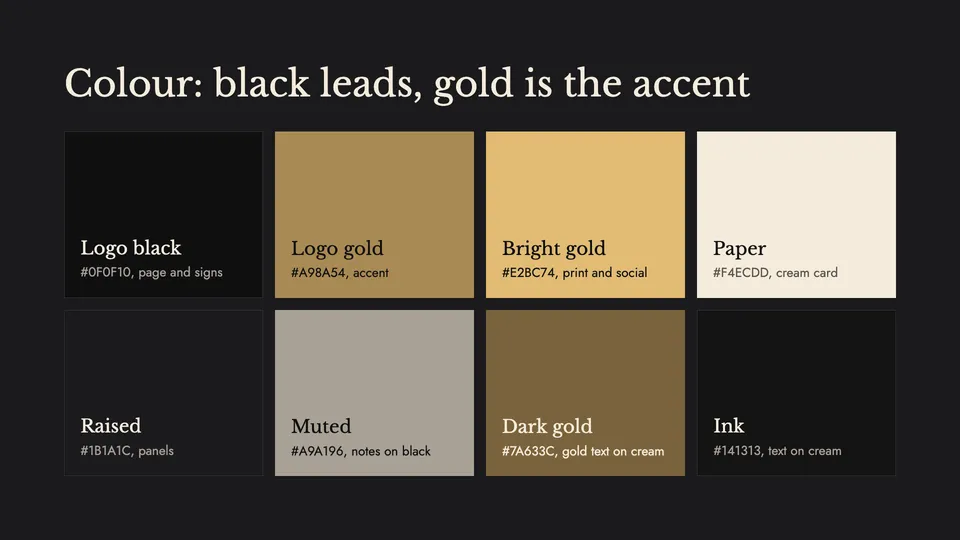 Colour: black leads, gold is the accent
Logo black
#0F0F10, page and signs
Logo gold
#A98A54, accent
Bright gold
#E2BC74, print and social
Paper
#F4ECDD, cream card
Raised
#1B1A1C, panels
Muted
#A9A196, notes on black
Dark gold
#7A633C, gold text on cream
Ink
#141313, text on cream